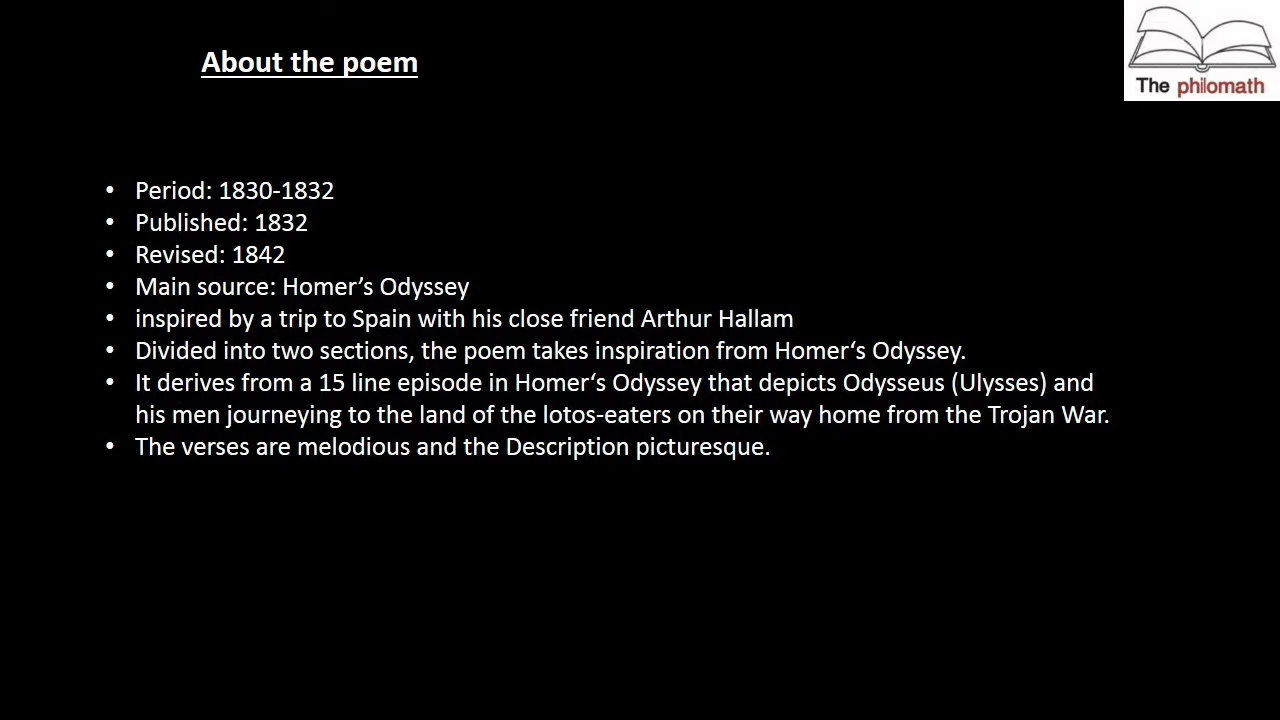 About the poem
The philomath
• Period: 1830-1832
• Published: 1832
• Revised: 1842
• Main source: Homer’s Odyssey
• inspired by a trip to Spain with his close friend Arthur Hallam
• Divided into two sections, the poem takes inspiration from Homer‘s Odyssey.
• It derives from a 15 line episode in Homer‘s Odyssey that depicts Odysseus (Ulysses) and
his men journeying to the land of the lotos-eaters on their way home from the Trojan War.
• The verses are melodious and the Description picturesque.